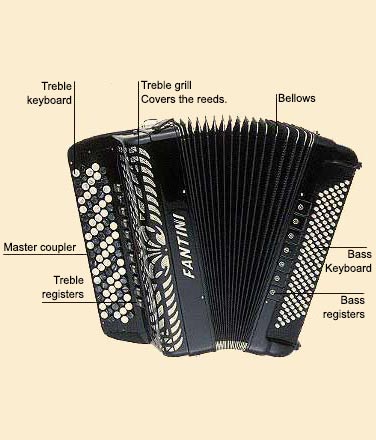 Treble
keyboard
Treble grill
Covers the reeds.
Bellows
Master coupler
Treble
registers
FANTINI
Bass
Keyboard
Bass
registers